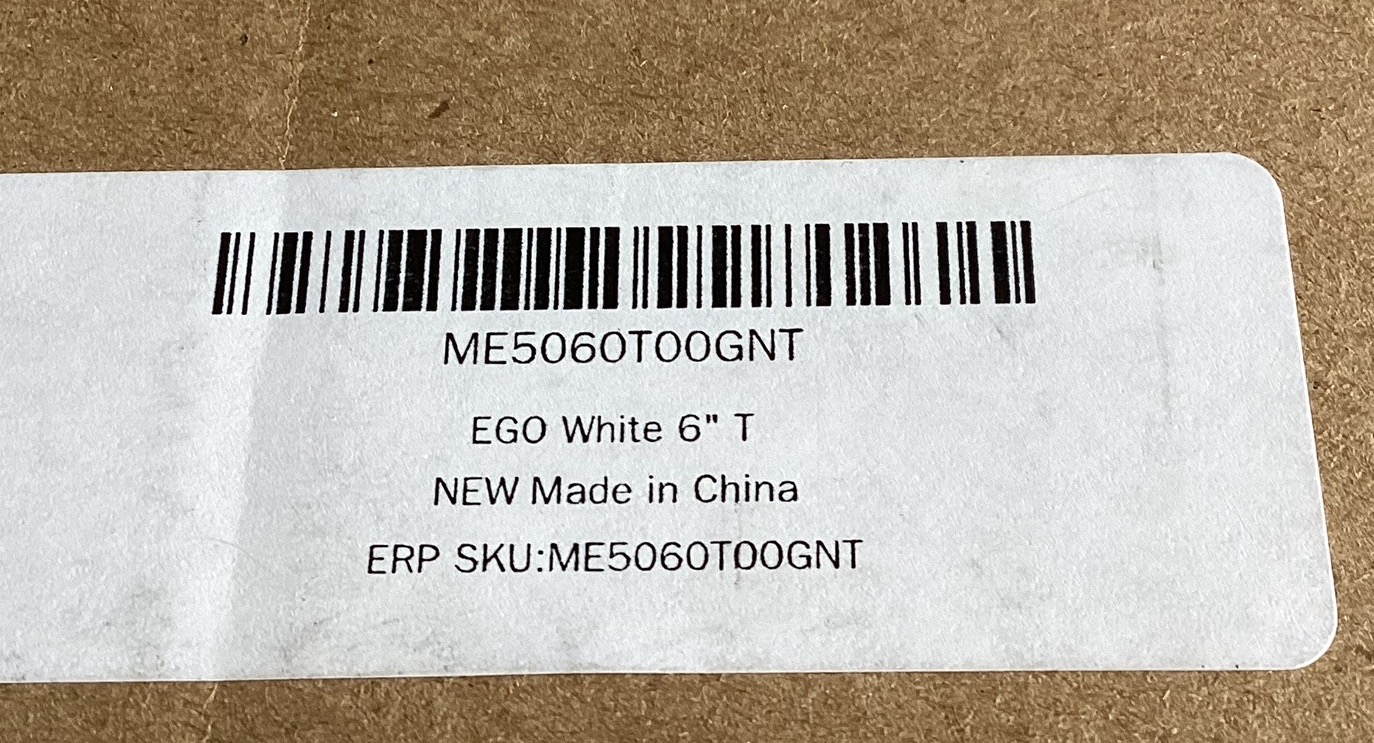 ME5060T00GNT
EGO White 6" T
NEW Made in China
ERP SKU:ME5060T00GNT